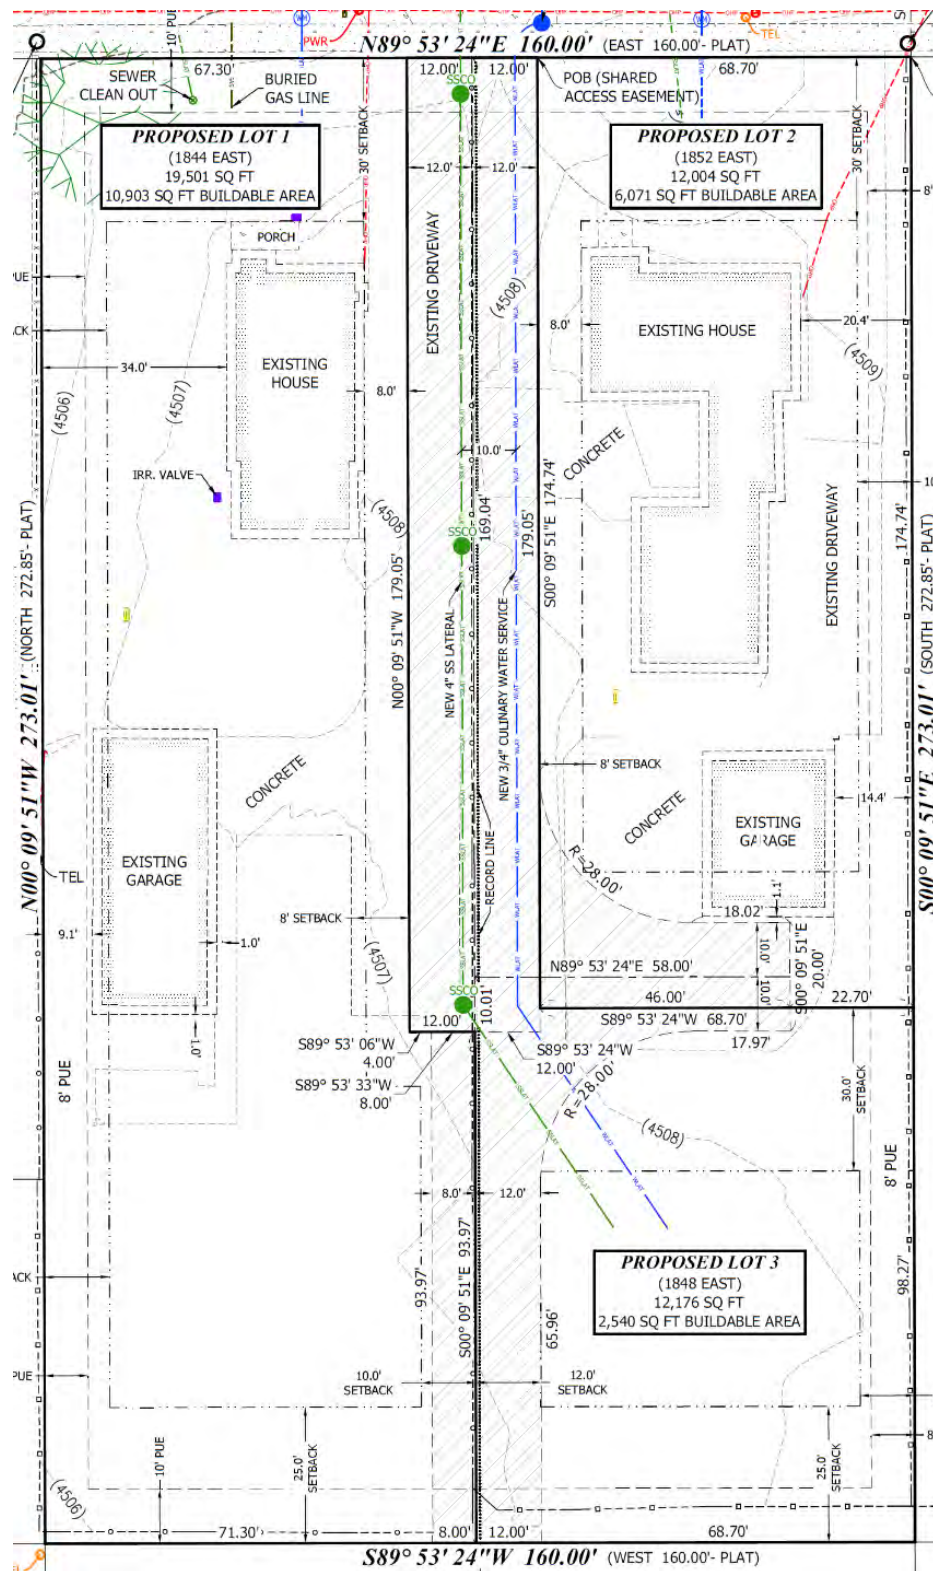 10' PUE
WM
PWR
WM
TEL
S
N89° 53' 24"E 160.00' (EAST 160.00'- PLAT)
67.30'
12.00'
12.00'
68.70'
SEWER
CLEAN OUT
BURIED
GAS LINE
SSCO
POB (SHARED
ACCESS EASEMENT)
PROPOSED LOT 1
(1844 EAST)
19,501 SQ FT
10,903 SQ FT BUILDABLE AREA
30' SETBACK
12.0'
12.0'
PROPOSED LOT 2
(1852 EAST)
12,004 SQ FT
6,071 SQ FT BUILDABLE AREA
30' SETBACK
8'
PORCH
EXISTING DRIVEWAY
PUE
(4508)
ACK
8.0'
EXISTING HOUSE
20.4'
34.0'
EXISTING
HOUSE
8.0'
(4509)
(4506)
(4507)
10.0'
CONCRETE
IRR. VALVE
(4508)
SSCO
169.04'
179.05'
S00° 09' 51"E 174.74'
EXISTING DRIVEWAY
174.74'
(SOUTH 272.85'- PLAT)
N00° 09' 51"W 179.05'
NEW 4" SS LATERAL
NEW 3/4" CULINARY WATER SERVICE
N00° 09' 51"W 273.01' (NORTH 272.85'- PLAT)
S00° 09' 51"E 273.01'
8' SETBACK
CONCRETE
CONCRETE
14.4'
EXISTING
GARAGE
R=28.00'
EXISTING
GARAGE
TEL
RECORD LINE
1.1'
8' SETBACK
18.02'
9.1'
1.0'
(4507)
10.0'
S00° 09' 51"E
20.00'
N89° 53' 24"E 58.00'
10.0'
SSCO
10.01'
46.00'
22.70'
12.00'
S89° 53' 24"W 68.70'
1.0'
S89° 53' 06"W
4.00'
S89° 53' 24"W
12.00'
17.97'
S89° 53' 33"W
8.00'
8' PUE
R=28.00'
30.0'
SETBACK
(4508)
8' PUE
8.0'
12.0'
S00° 09' 51"E 93.97'
93.97'
PROPOSED LOT 3
(1848 EAST)
12,176 SQ FT
2,540 SQ FT BUILDABLE AREA
98.27'
ACK
65.96'
PUE
10.0'
SETBACK
12.0'
SETBACK
10' PUE
25.0'
SETBACK
25.0'
SETBACK
8
(4506)
71.30'
8.00'
12.00'
68.70'
S89° 53' 24"W 160.00' (WEST 160.00'- PLAT)